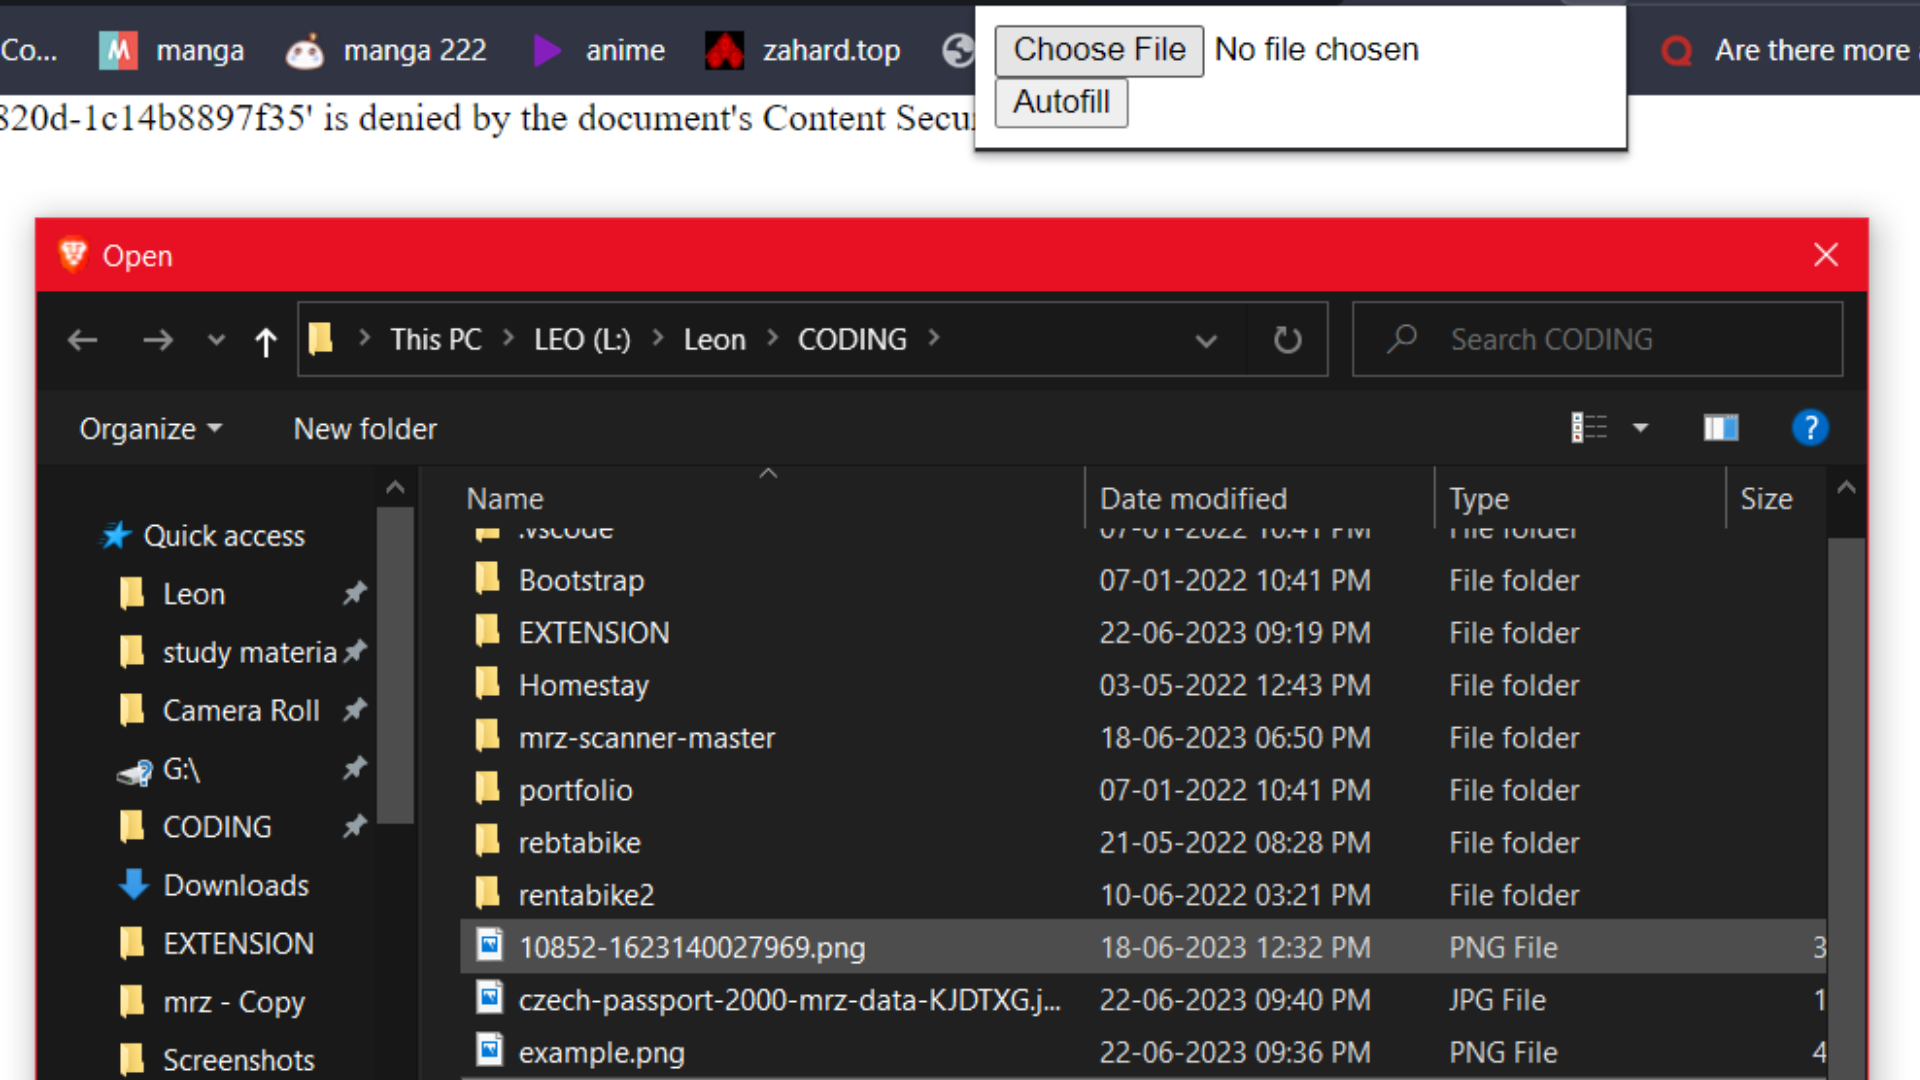 Co... M manga manga 222 anime zahard.top Are there more
Choose File No file chosen
Autofill
820d-1c14b8897f35' is denied by the document's Content Secu
Open
This PC > LEO (L:) > Leon > CODING >
Search CODING
Organize New folder ?
Name Date modified Type Size
.vscode 07-01-2022 10:41 PM File folder
Bootstrap 07-01-2022 10:41 PM File folder
EXTENSION 22-06-2023 09:19 PM File folder
Homestay 03-05-2022 12:43 PM File folder
mrz-scanner-master 18-06-2023 06:50 PM File folder
portfolio 07-01-2022 10:41 PM File folder
rebtabike 21-05-2022 08:28 PM File folder
rentabike2 10-06-2022 03:21 PM File folder
10852-1623140027969.png 18-06-2023 12:32 PM PNG File 3
czech-passport-2000-mrz-data-KJDTXG.j... 22-06-2023 09:40 PM JPG File 1
example.png 22-06-2023 09:36 PM PNG File 4
Quick access
Leon
study materia
Camera Roll
G:\
CODING
Downloads
EXTENSION
mrz - Copy
Screenshots